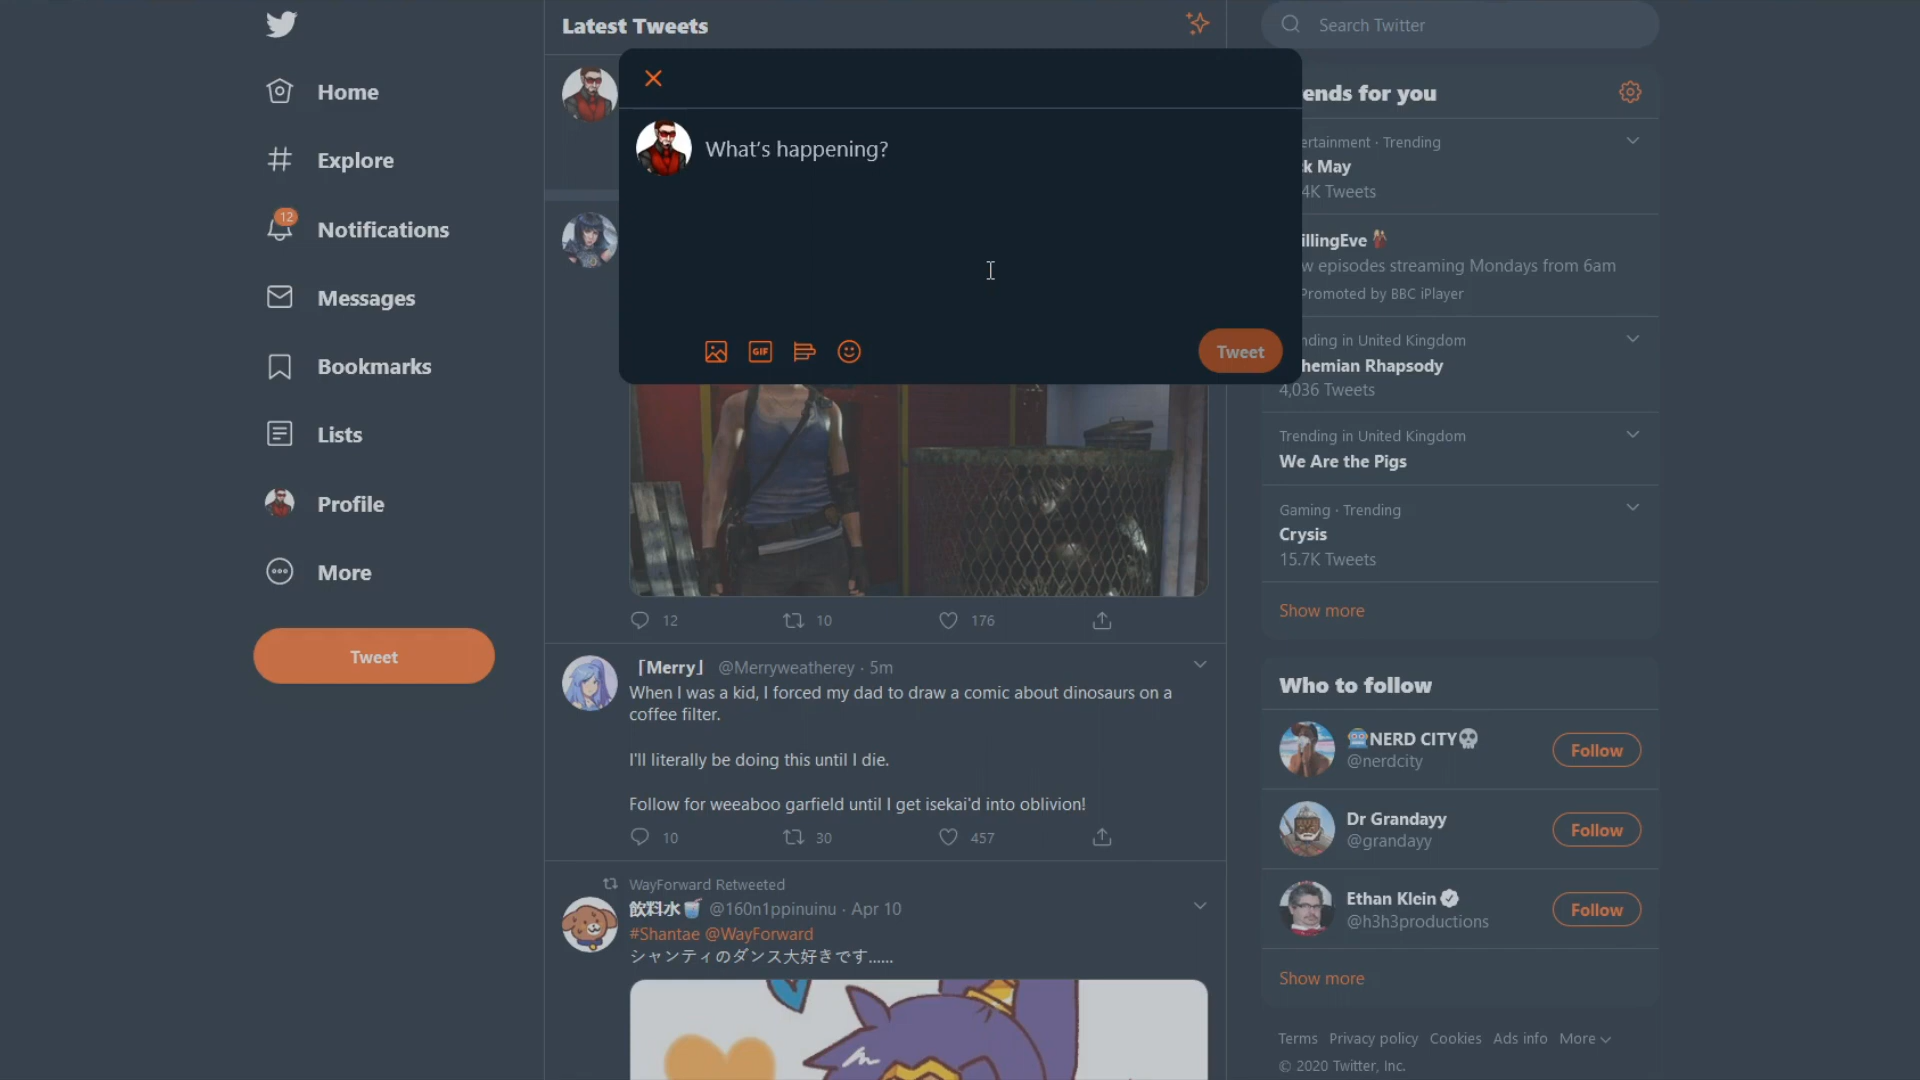 Home
Explore
12
Notifications
Messages
Bookmarks
Lists
Profile
More
Tweet
Latest Tweets
What's happening?
GIF
Tweet
12
10
176
「Merry」 @Merryweatherey · 5m
When I was a kid, I forced my dad to draw a comic about dinosaurs on a
coffee filter.
I'll literally be doing this until I die.
Follow for weeaboo garfield until I get isekai'd into oblivion!
10
30
457
WayForward Retweeted
飲料水🥤 @160n1ppinuinu · Apr 10
#Shantae @WayForward
シャンティのダンス大好きです......
Search Twitter
ends for you
ertainment · Trending
k May
4K Tweets
illingEve
w episodes streaming Mondays from 6am
Promoted by BBC iPlayer
nding in United Kingdom
hemian Rhapsody
4,036 Tweets
Trending in United Kingdom
We Are the Pigs
Gaming · Trending
Crysis
15.7K Tweets
Show more
Who to follow
🤖NERD CITY💀
@nerdcity
Follow
Dr Grandayy
@grandayy
Follow
Ethan Klein
@h3h3productions
Follow
Show more
Terms Privacy policy Cookies Ads info More
© 2020 Twitter, Inc.